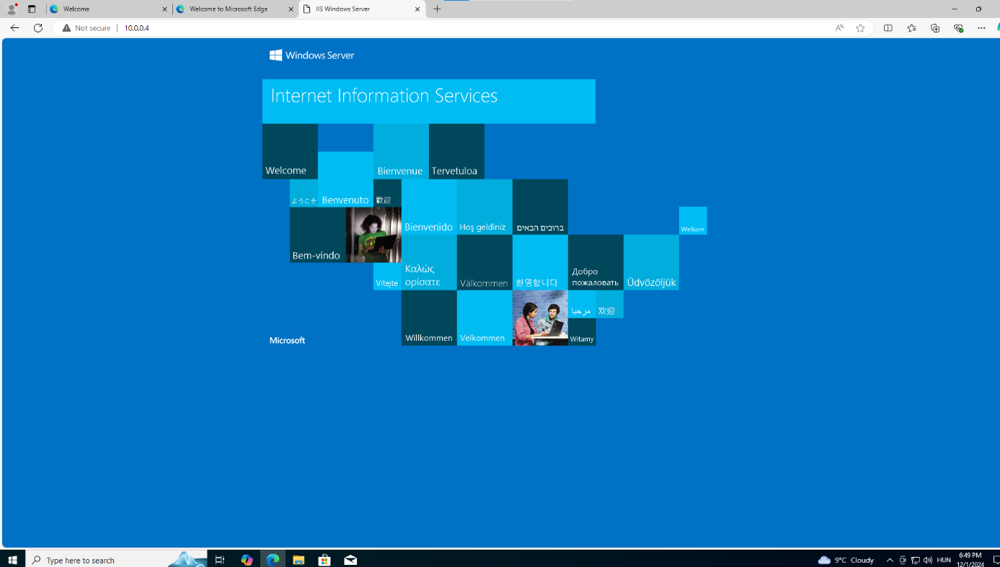 Welcome
Welcome to Microsoft Edge
IIS Windows Server
Not secure
10.0.0.4
Windows Server
Internet Information Services
Welcome
Bienvenue
Tervetuloa
ようこそ
Benvenuto
歡迎
Bienvenido
Hoş geldiniz
ברוכים הבאים
Welkom
Bem-vindo
Vítejte
Καλώς
ορίσατε
Välkommen
환영합니다
Добро
пожаловать
Üdvözöljük
Willkommen
Velkommen
مرحبا
欢迎
Witamy
Microsoft
Type here to search
9°C Cloudy
HUN
6:49 PM
12/1/2024